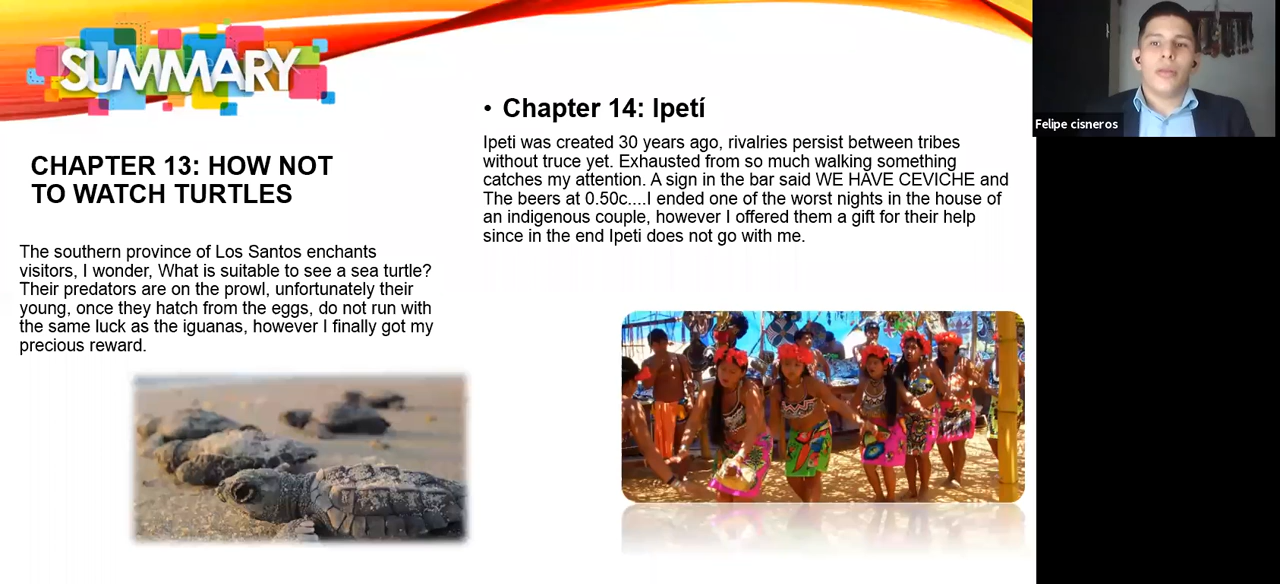 SUMMARY
CHAPTER 13: HOW NOT
TO WATCH TURTLES
The southern province of Los Santos enchants
visitors, I wonder, What is suitable to see a sea turtle?
Their predators are on the prowl, unfortunately their
young, once they hatch from the eggs, do not run with
the same luck as the iguanas, however I finally got my
precious reward.
• Chapter 14: Ipetí
Ipeti was created 30 years ago, rivalries persist between tribes
without truce yet. Exhausted from so much walking something
catches my attention. A sign in the bar said WE HAVE CEVICHE and
The beers at 0.50c....I ended one of the worst nights in the house of
an indigenous couple, however I offered them a gift for their help
since in the end Ipeti does not go with me.
Felipe cisneros